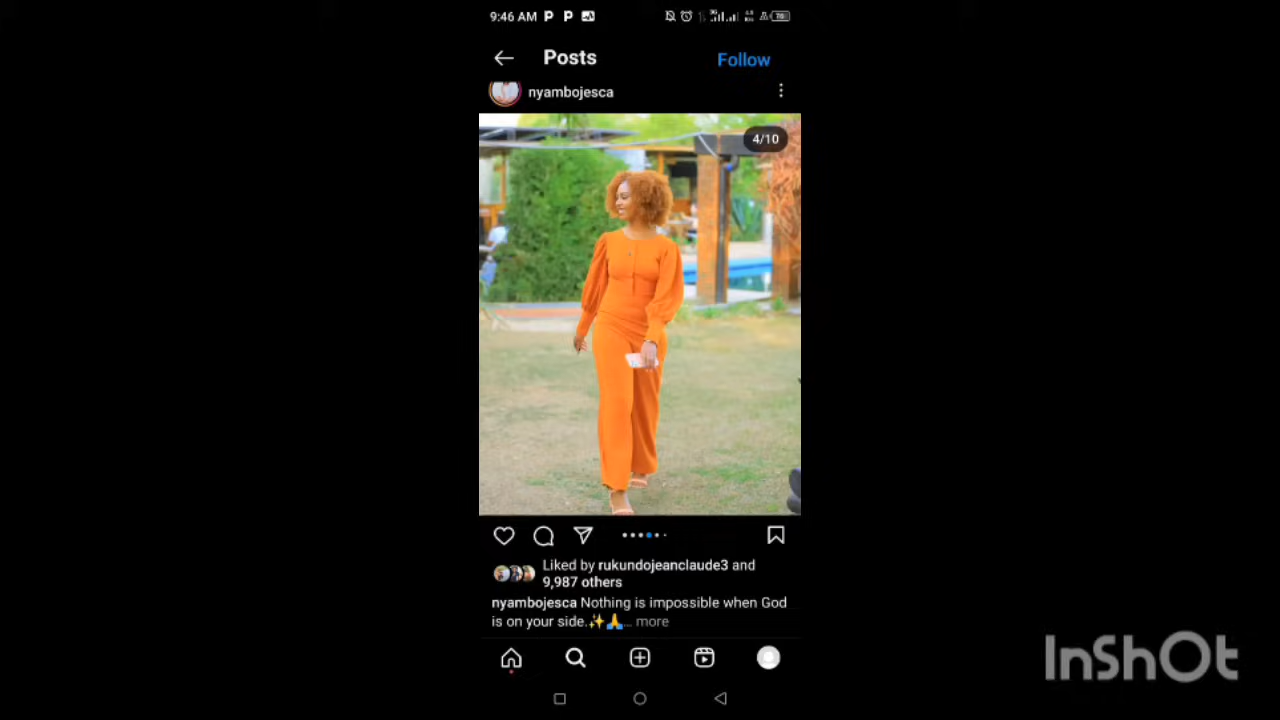 9:46 AM P P
Posts
Follow
nyambojesca
4/10
Liked by rukundojeanclaude3 and
9,987 others
nyambojesca Nothing is impossible when God
is on your side.✨🙏... more
InShOt